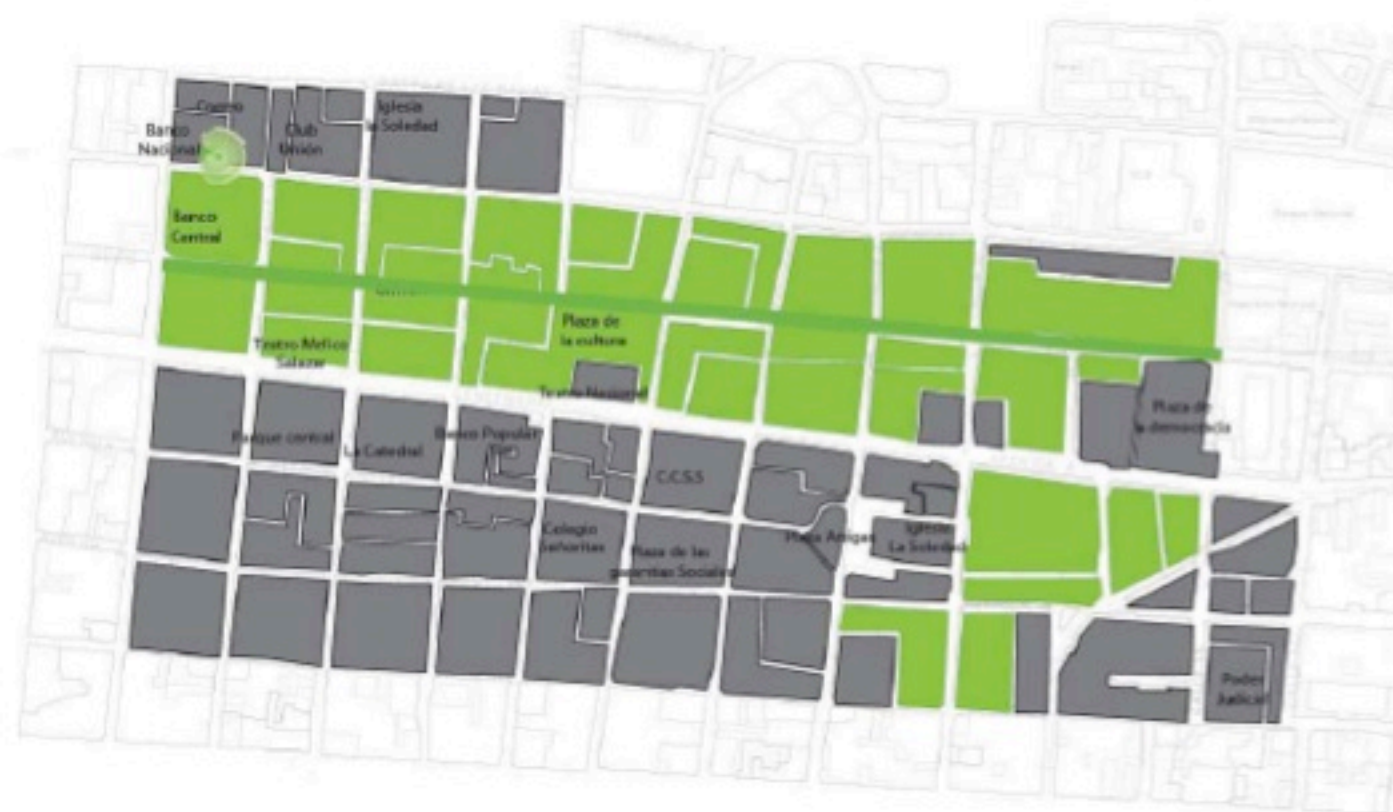 Correo
Banco
Nacional
Club
Unión
Iglesia
la Soledad
Banco
Central
Teatro Melico
Salazar
Plaza de
la cultura
Teatro Nacional
Parque central
La Catedral
Banco Popular
C.C.S.S
Plaza de
la democracia
Colegio
Señoritas
Plaza de las
garantías Sociales
Iglesia
La Soledad
Poder
Judicial